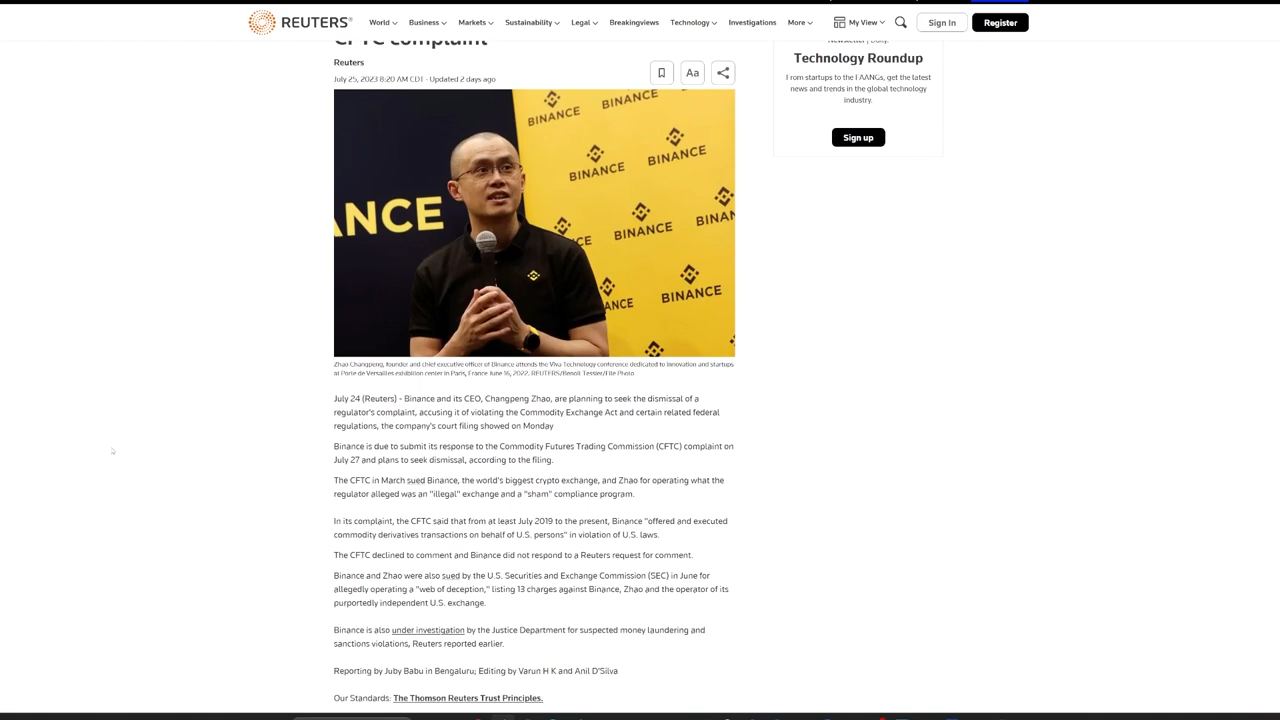 REUTERS®
World
Business
Markets
Sustainability
Legal
Breakingviews
Technology
Investigations
More
My View
Sign In
Register
CFTC complaint
Reuters
July 25, 2023 8:20 AM CDT · Updated 2 days ago
Aa
Newsletter | Daily.
Technology Roundup
From startups to the FAANGs, get the latest
news and trends in the global technology
industry.
Sign up
BINANCE
BINANCE
BINANCE
BINANCE
BINANCE
BINAN
ANCE
BINANCE
ANCE
Zhao Changpeng, founder and chief executive officer of Binance attends the Viva Technology conference dedicated to innovation and startups
at Porte de Versailles exhibition center in Paris, France June 16, 2022. REUTERS/Benoit Tessier/File Photo
July 24 (Reuters) - Binance and its CEO, Changpeng Zhao, are planning to seek the dismissal of a
regulator's complaint, accusing it of violating the Commodity Exchange Act and certain related federal
regulations, the company's court filing showed on Monday
Binance is due to submit its response to the Commodity Futures Trading Commission (CFTC) complaint on
July 27 and plans to seek dismissal, according to the filing.
The CFTC in March sued Binance, the world's biggest crypto exchange, and Zhao for operating what the
regulator alleged was an "illegal" exchange and a "sham" compliance program.
In its complaint, the CFTC said that from at least July 2019 to the present, Binance "offered and executed
commodity derivatives transactions on behalf of U.S. persons" in violation of U.S. laws.
The CFTC declined to comment and Binance did not respond to a Reuters request for comment.
Binance and Zhao were also sued by the U.S. Securities and Exchange Commission (SEC) in June for
allegedly operating a "web of deception," listing 13 charges against Binance, Zhao and the operator of its
purportedly independent U.S. exchange.
Binance is also under investigation by the Justice Department for suspected money laundering and
sanctions violations, Reuters reported earlier.
Reporting by Juby Babu in Bengaluru; Editing by Varun H K and Anil D'Silva
Our Standards: The Thomson Reuters Trust Principles.